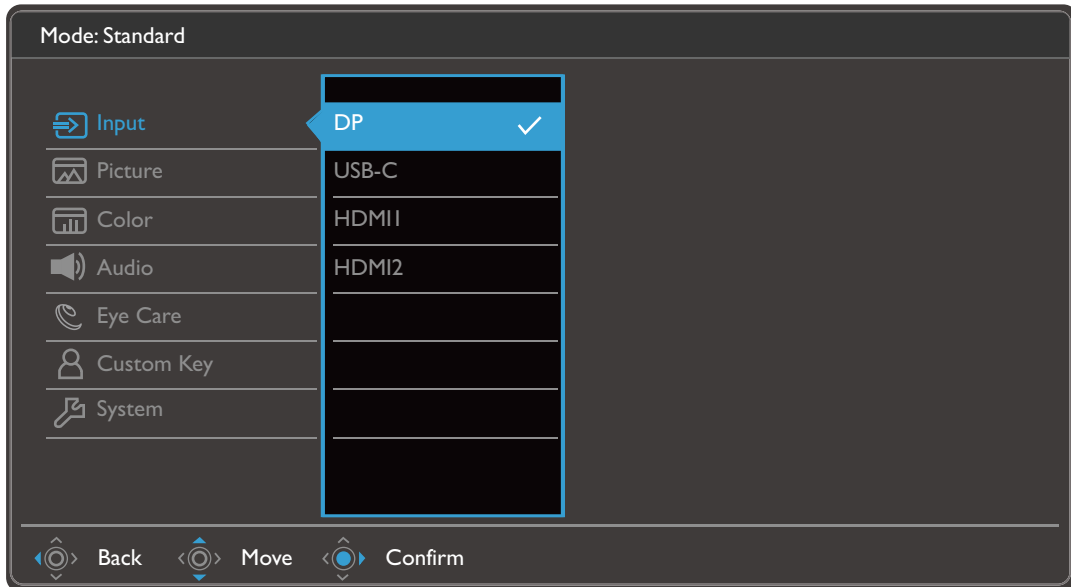 Mode: Standard
Input
DP
Picture
USB-C
Color
HDMI1
Audio
HDMI2
Eye Care
Custom Key
System
Back Move Confirm